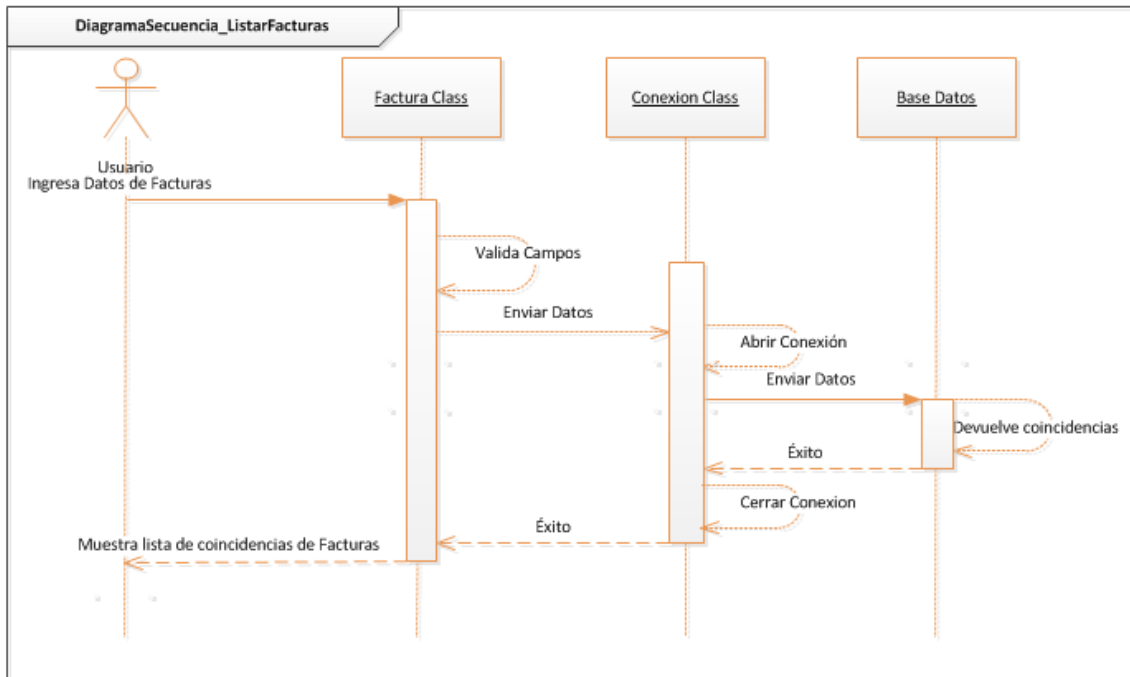 DiagramaSecuencia_ListarFacturas
Factura Class
Conexion Class
Base Datos
Usuario
Ingresa Datos de Facturas
Valida Campos
Enviar Datos
Abrir Conexión
Enviar Datos
Devuelve coincidencias
Éxito
Cerrar Conexion
Éxito
Muestra lista de coincidencias de Facturas